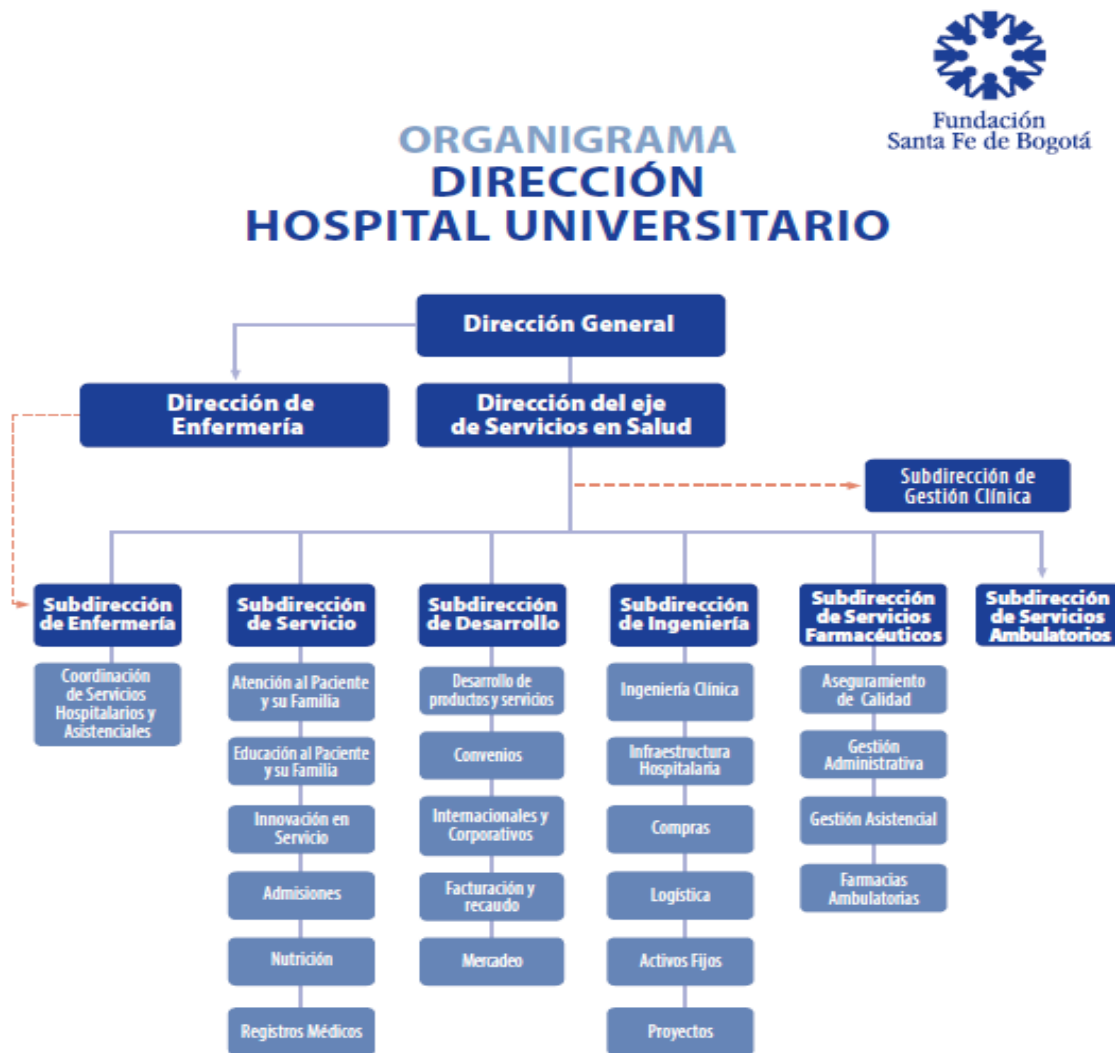 Fundación
Santa Fe de Bogotá
ORGANIGRAMA
DIRECCIÓN
HOSPITAL UNIVERSITARIO
Dirección General
Dirección de
Enfermería
Dirección del eje
de Servicios en Salud
Subdirección de
Gestión Clínica
Subdirección
de Enfermería
Coordinación
de Servicios
Hospitalarios y
Asistenciales
Subdirección
de Servicio
Atención al Paciente
y su Familia
Educación al Paciente
y su Familia
Innovación en
Servicio
Admisiones
Nutrición
Registros Médicos
Subdirección
de Desarrollo
Desarrollo de
productos y servicios
Convenios
Internacionales y
Corporativos
Facturación y
recaudo
Mercadeo
Subdirección
de Ingeniería
Ingeniería Clínica
Infraestructura
Hospitalaria
Compras
Logística
Activos Fijos
Proyectos
Subdirección
de Servicios
Farmacéuticos
Aseguramiento
de Calidad
Gestión
Administrativa
Gestión Asistencial
Farmacias
Ambulatorias
Subdirección
de Servicios
Ambulatorios